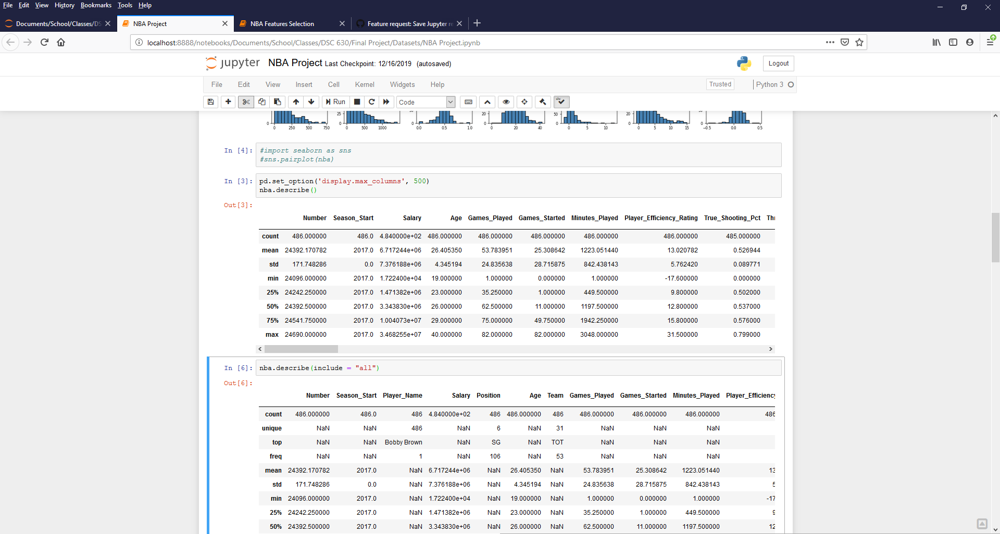 File Edit View History Bookmarks Tools Help
Documents/School/Classes/DS NBA Project NBA Features Selection Feature request: Save Jupyter re
localhost:8888/notebooks/Documents/School/Classes/DSC 630/Final Project/Datasets/NBA Project.ipynb
jupyter NBA Project Last Checkpoint: 12/16/2019 (autosaved) Logout
File Edit View Insert Cell Kernel Widgets Help Trusted Python 3
Run Code abc
25 20 50 20
0 0 0 0 0
0 250 500 750 0 500 1000 0.0 0.5 1.0 0 20 40 0 5 10 0 5 10 15 −0.5 0.0 0.5
In [4]: #import seaborn as sns
#sns.pairplot(nba)
In [3]: pd.set_option('display.max_columns', 500)
nba.describe()
Out[3]:
Number Season_Start Salary Age Games_Played Games_Started Minutes_Played Player_Efficiency_Rating True_Shooting_Pct Thr
count 486.000000 486.0 4.840000e+02 486.000000 486.000000 486.000000 486.000000 486.000000 485.000000
mean 24392.170782 2017.0 6.717244e+06 26.405350 53.783951 25.308642 1223.051440 13.020782 0.526944
std 171.748286 0.0 7.376188e+06 4.345194 24.835638 28.715875 842.438143 5.762420 0.089771
min 24096.000000 2017.0 1.722400e+04 19.000000 1.000000 0.000000 1.000000 -17.600000 0.000000
25% 24242.250000 2017.0 1.471382e+06 23.000000 35.250000 1.000000 449.500000 9.800000 0.502000
50% 24392.500000 2017.0 3.343830e+06 26.000000 62.500000 11.000000 1197.500000 12.800000 0.537000
75% 24541.750000 2017.0 1.004073e+07 29.000000 75.000000 49.750000 1942.250000 15.800000 0.576000
max 24690.000000 2017.0 3.468255e+07 40.000000 82.000000 82.000000 3048.000000 31.500000 0.799000
In [6]: nba.describe(include = "all")
Out[6]:
Number Season_Start Player_Name Salary Position Age Team Games_Played Games_Started Minutes_Played Player_Efficiency
count 486.000000 486.0 486 4.840000e+02 486 486.000000 486 486.000000 486.000000 486.000000 486
unique NaN NaN 486 NaN 6 NaN 31 NaN NaN NaN
top NaN NaN Bobby Brown NaN SG NaN TOT NaN NaN NaN
freq NaN NaN 1 NaN 106 NaN 53 NaN NaN NaN
mean 24392.170782 2017.0 NaN 6.717244e+06 NaN 26.405350 NaN 53.783951 25.308642 1223.051440 13
std 171.748286 0.0 NaN 7.376188e+06 NaN 4.345194 NaN 24.835638 28.715875 842.438143 5
min 24096.000000 2017.0 NaN 1.722400e+04 NaN 19.000000 NaN 1.000000 0.000000 1.000000 -17
25% 24242.250000 2017.0 NaN 1.471382e+06 NaN 23.000000 NaN 35.250000 1.000000 449.500000 9
50% 24392.500000 2017.0 NaN 3.343830e+06 NaN 26.000000 NaN 62.500000 11.000000 1197.500000 12